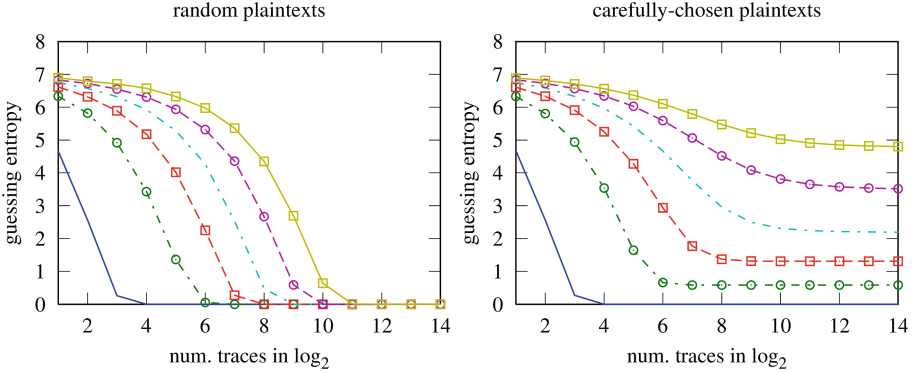 random plaintexts
8
7
6
5
4
3
2
1
0
guessing entropy
2 4 6 8 10 12 14
num. traces in log2
carefully-chosen plaintexts
8
7
6
5
4
3
2
1
0
guessing entropy
2 4 6 8 10 12 14
num. traces in log2